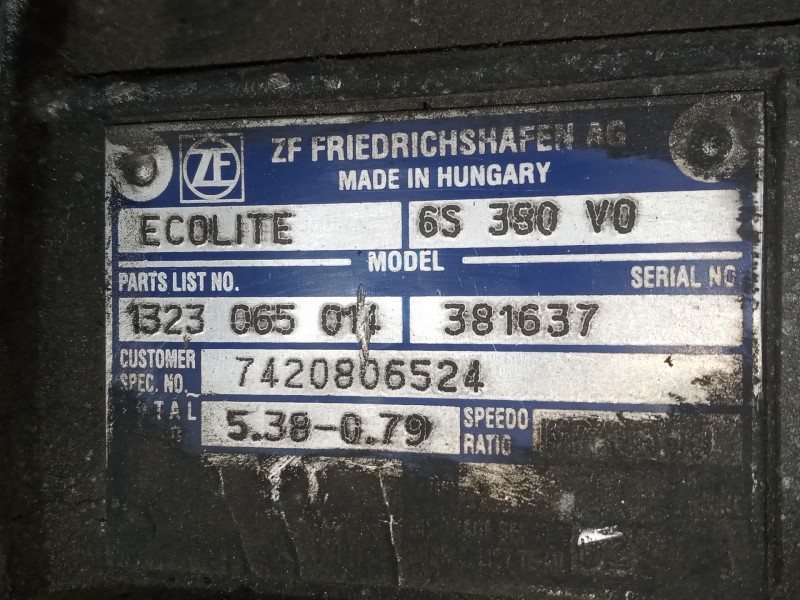 ZF ZF FRIEDRICHSHAFEN AG
MADE IN HUNGARY
ECOLITE 6S 380 VO
MODEL
PARTS LIST NO. SERIAL NO
1323 065 014 381637
CUSTOMER
SPEC. NO. 7420806524
TOTAL
5.38-0.79 SPEEDO
RATIO